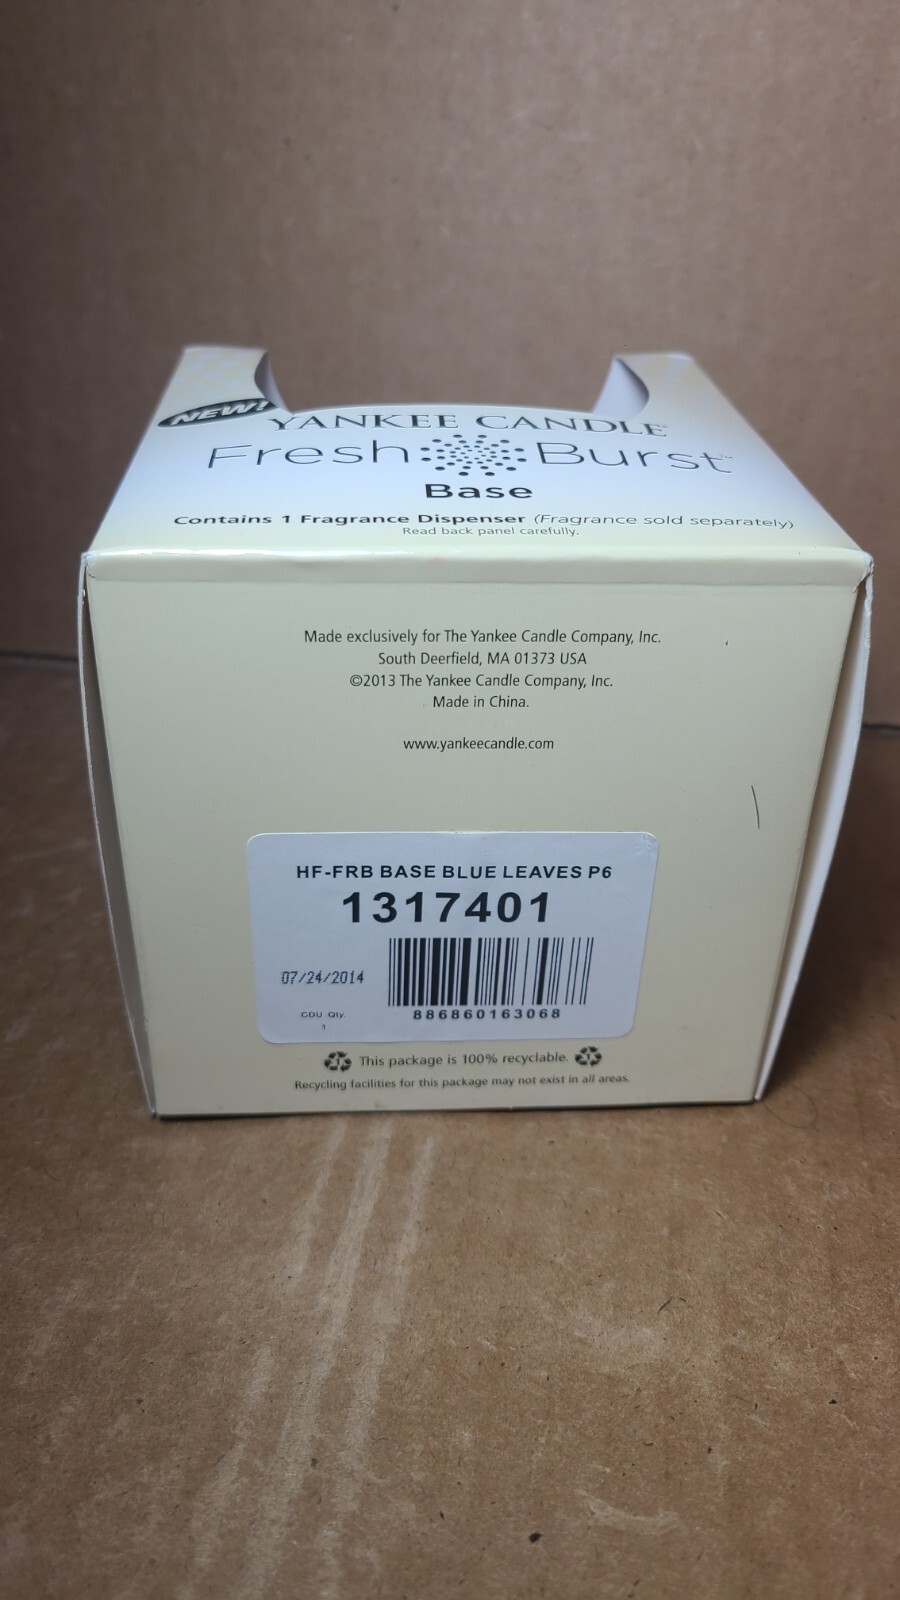 NEW!
YANKEE CANDLE®
Fresh Burst™
Base
Contains 1 Fragrance Dispenser (Fragrance sold separately)
Read back panel carefully.
Made exclusively for The Yankee Candle Company, Inc.
South Deerfield, MA 01373 USA
©2013 The Yankee Candle Company, Inc.
Made in China.
www.yankeecandle.com
HF-FRB BASE BLUE LEAVES P6
1317401
07/24/2014
CDU Qty.
1
886860163068
This package is 100% recyclable.
Recycling facilities for this package may not exist in all areas.